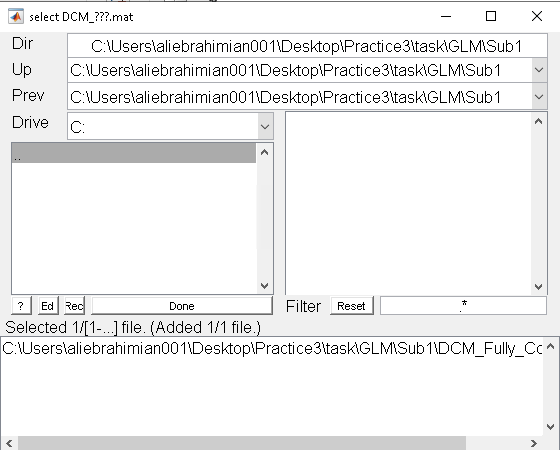 select DCM_???.mat
Dir C:\Users\aliebrahimian001\Desktop\Practice3\task\GLM\Sub1
Up C:\Users\aliebrahimian001\Desktop\Practice3\task\GLM\Sub1
Prev C:\Users\aliebrahimian001\Desktop\Practice3\task\GLM\Sub1
Drive C:
..
? Ed Rec Done Filter Reset .*
Selected 1/[1-...] file. (Added 1/1 file.)
C:\Users\aliebrahimian001\Desktop\Practice3\task\GLM\Sub1\DCM_Fully_Co